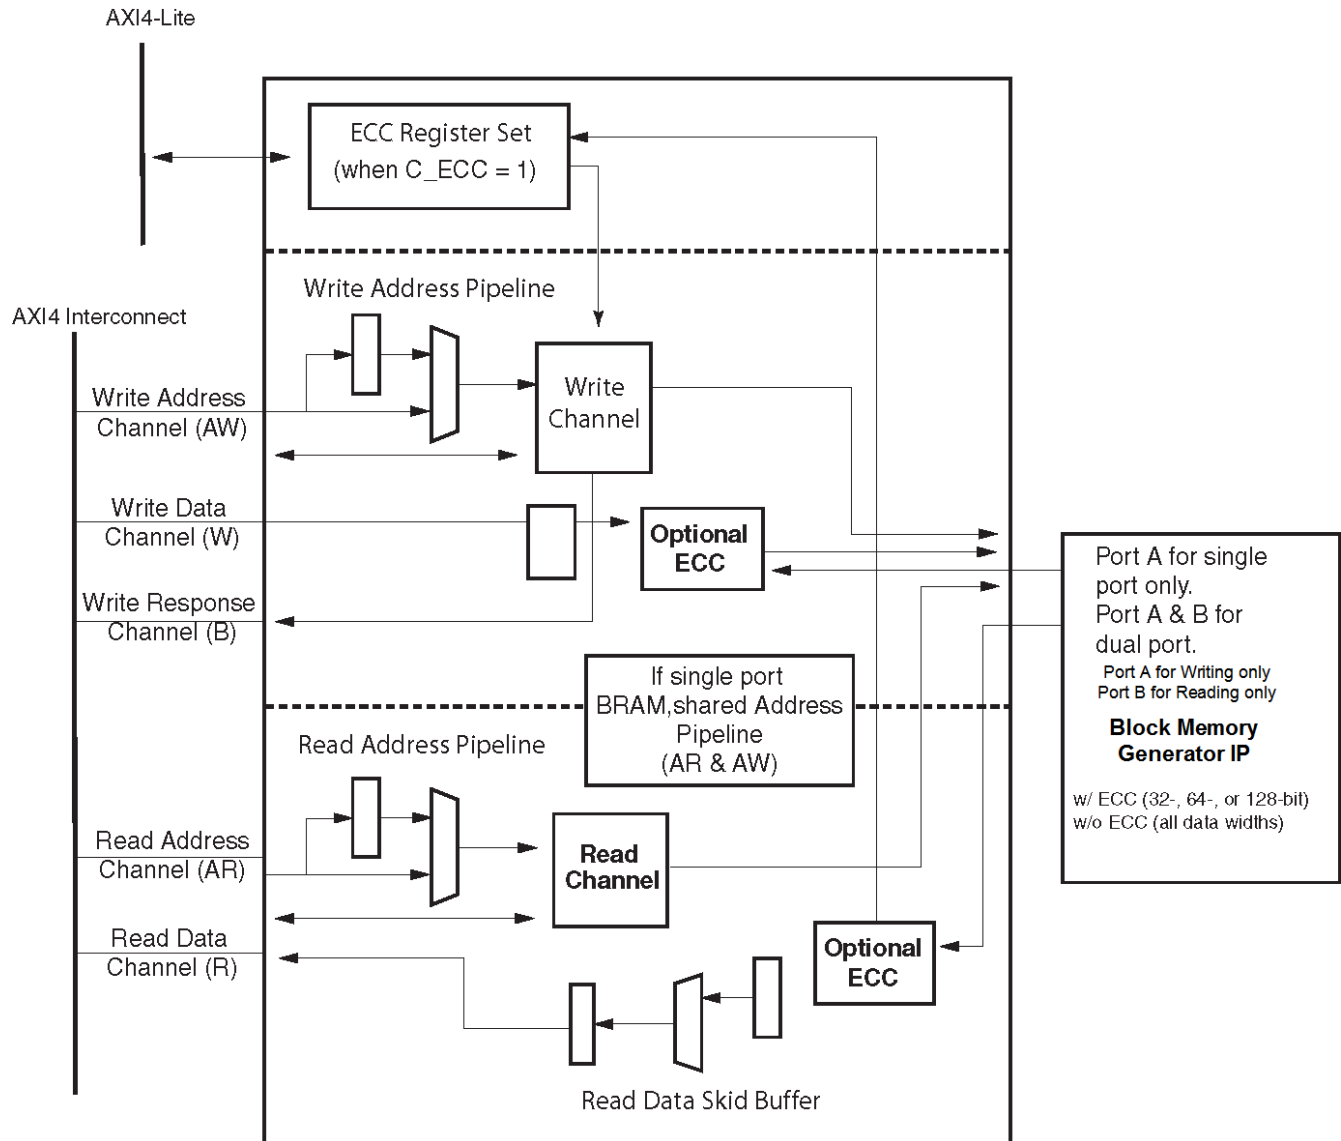 AXI4-Lite
ECC Register Set
(when C_ECC = 1)
Write Address Pipeline
AXI4 Interconnect
Write Address
Channel (AW)
Write
Channel
Write Data
Channel (W)
Optional
ECC
Write Response
Channel (B)
Port A for single
port only.
Port A & B for
dual port.
Port A for Writing only
Port B for Reading only
Block Memory
Generator IP
w/ ECC (32-, 64-, or 128-bit)
w/o ECC (all data widths)
If single port
BRAM,shared Address
Pipeline
(AR & AW)
Read Address Pipeline
Read Address
Channel (AR)
Read
Channel
Read Data
Channel (R)
Optional
ECC
Read Data Skid Buffer